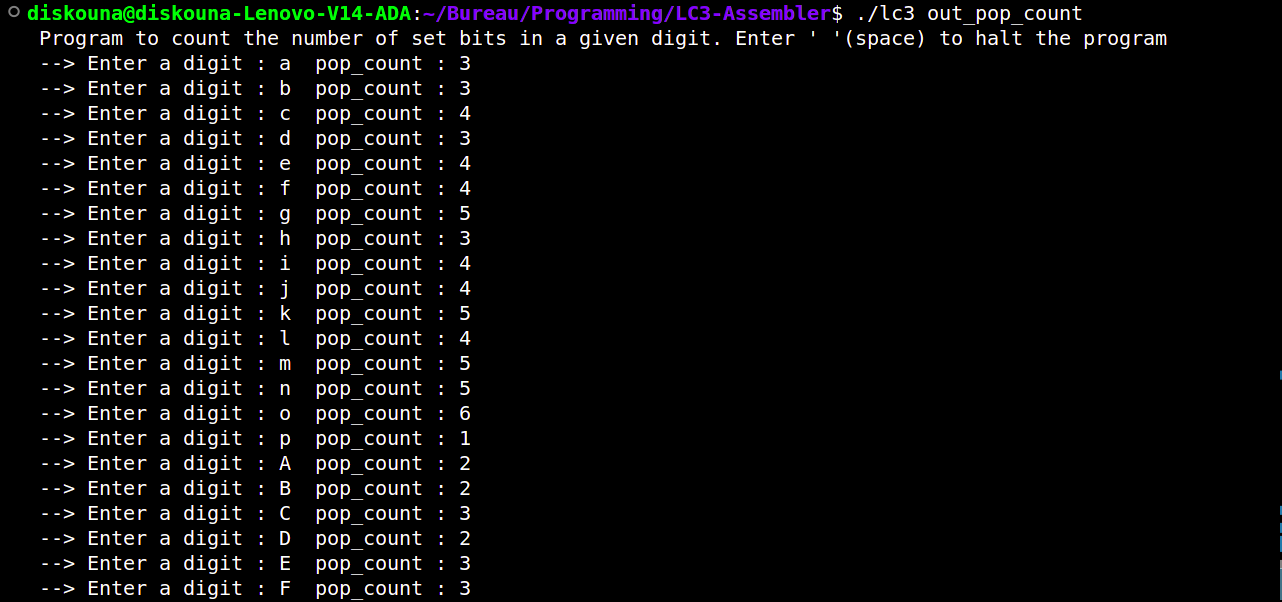 diskouna@diskouna-Lenovo-V14-ADA:~/Bureau/Programming/LC3-Assembler$ ./lc3 out_pop_count
Program to count the number of set bits in a given digit. Enter ' '(space) to halt the program
--> Enter a digit : a  pop_count : 3
--> Enter a digit : b  pop_count : 3
--> Enter a digit : c  pop_count : 4
--> Enter a digit : d  pop_count : 3
--> Enter a digit : e  pop_count : 4
--> Enter a digit : f  pop_count : 4
--> Enter a digit : g  pop_count : 5
--> Enter a digit : h  pop_count : 3
--> Enter a digit : i  pop_count : 4
--> Enter a digit : j  pop_count : 4
--> Enter a digit : k  pop_count : 5
--> Enter a digit : l  pop_count : 4
--> Enter a digit : m  pop_count : 5
--> Enter a digit : n  pop_count : 5
--> Enter a digit : o  pop_count : 6
--> Enter a digit : p  pop_count : 1
--> Enter a digit : A  pop_count : 2
--> Enter a digit : B  pop_count : 2
--> Enter a digit : C  pop_count : 3
--> Enter a digit : D  pop_count : 2
--> Enter a digit : E  pop_count : 3
--> Enter a digit : F  pop_count : 3